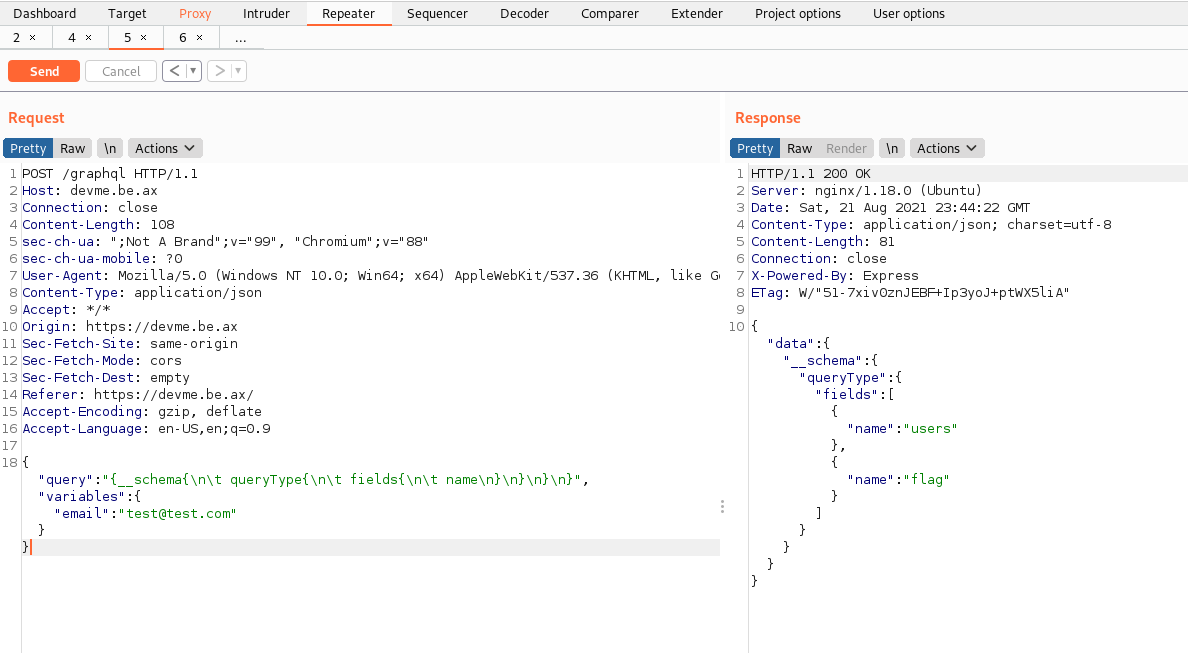 Dashboard Target Proxy Intruder Repeater Sequencer Decoder Comparer Extender Project options User options
2 × 4 × 5 × 6 × ...
Send Cancel < ▾ > ▾
Request
Pretty Raw \n Actions
1 POST /graphql HTTP/1.1
2 Host: devme.be.ax
3 Connection: close
4 Content-Length: 108
5 sec-ch-ua: ";Not A Brand";v="99", "Chromium";v="88"
6 sec-ch-ua-mobile: ?0
7 User-Agent: Mozilla/5.0 (Windows NT 10.0; Win64; x64) AppleWebKit/537.36 (KHTML, like
8 Content-Type: application/json
9 Accept: */*
10 Origin: https://devme.be.ax
11 Sec-Fetch-Site: same-origin
12 Sec-Fetch-Mode: cors
13 Sec-Fetch-Dest: empty
14 Referer: https://devme.be.ax/
15 Accept-Encoding: gzip, deflate
16 Accept-Language: en-US,en;q=0.9
17
18 {
"query":"{__schema{\n\t queryType{\n\t fields{\n\t name\n}\n}\n}\n}",
"variables":{
"email":"test@test.com"
}
}
Response
Pretty Raw Render \n Actions
1 HTTP/1.1 200 OK
2 Server: nginx/1.18.0 (Ubuntu)
3 Date: Sat, 21 Aug 2021 23:44:22 GMT
4 Content-Type: application/json; charset=utf-8
5 Content-Length: 81
6 Connection: close
7 X-Powered-By: Express
8 ETag: W/"51-7xiv0znJEBF+Ip3yoJ+ptWX5liA"
9
10 {
"data":{
"__schema":{
"queryType":{
"fields":[
{
"name":"users"
},
{
"name":"flag"
}
]
}
}
}
}